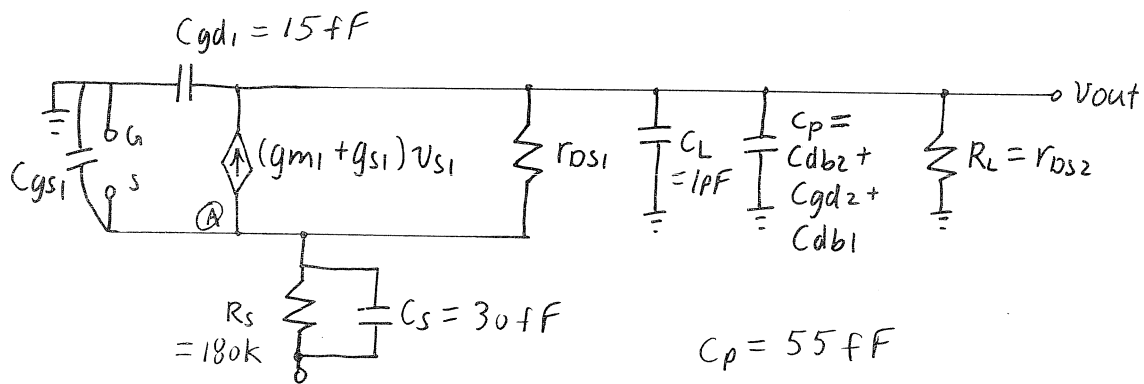 Cgd1 = 15fF
G
S
Cgs1
(gm1 + gs1) vs1
A
rDS1
CL
= 1pF
Cp =
Cdb2 +
Cgd2 +
Cdb1
RL = rDS2
vout
Rs
= 180k
Cs = 30fF
Cp = 55fF